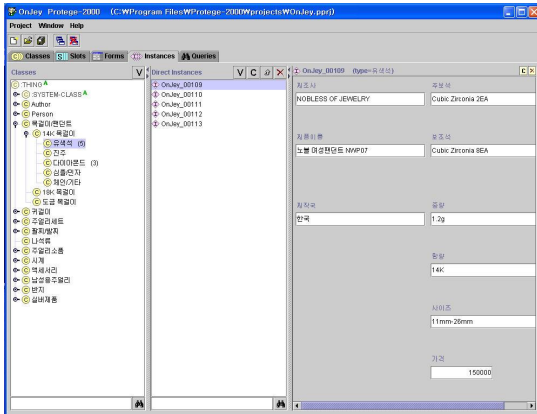 OnJey Protege-2000 (C:₩Program Files₩Protege-2000₩projects₩OnJey.pprj)
Project Window Help
Classes Slots Forms Instances Queries
Classes V
:THING A
:SYSTEM-CLASS A
Author
Person
목걸이/팬던트
14K 목걸이
유색석 (5)
진주
다이아몬드 (3)
심플/문자
체인/기타
18K 목걸이
도금 목걸이
귀걸이
주얼리세트
팔찌/발찌
나석류
주얼리소품
시계
액세서리
남성용주얼리
반지
실버제품
Direct Instances V C X
OnJey_00109
OnJey_00110
OnJey_00111
OnJey_00112
OnJey_00113
OnJey_00109 (type=유색석) C X
제조사
NOBLESS OF JEWELRY
제품이름
노블 여성팬던트 NWP07
제작국
한국
주보석
Cubic Zirconia 2EA
보조석
Cubic Zirconia 8EA
중량
1.2g
함량
14K
사이즈
11mm-26mm
가격
150000